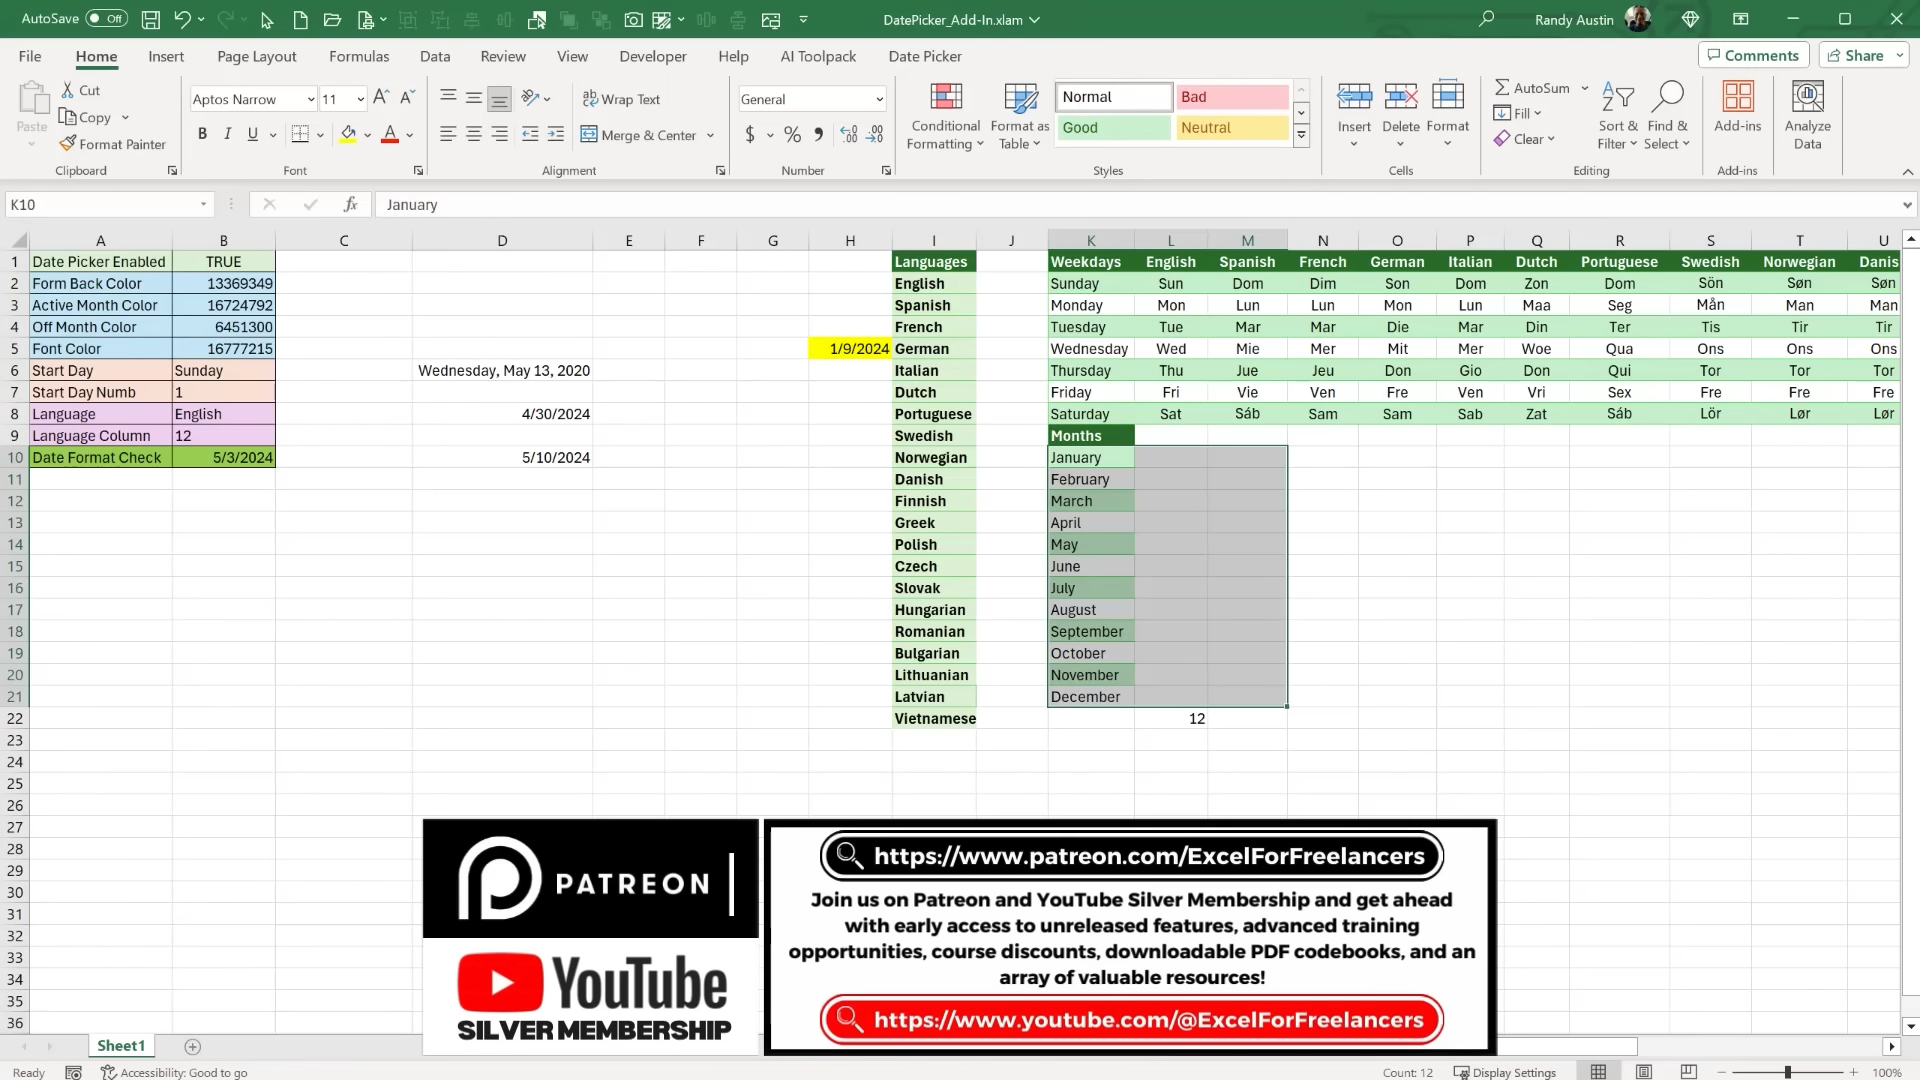 AutoSave Off DatePicker_Add-In.xlam Randy Austin
File Home Insert Page Layout Formulas Data Review View Developer Help AI Toolpack Date Picker Comments Share
Paste Cut Copy Format Painter Clipboard
Aptos Narrow 11 B I U A Font
ab Wrap Text Merge & Center Alignment
General $ % Number
Conditional Formatting Format as Table Normal Bad Good Neutral Styles
Insert Delete Format Cells
AutoSum Fill Clear Sort & Filter Find & Select Editing
Add-ins Add-ins
Analyze Data
K10 fx January
A B C D E F G H I J K L M N O P Q R S T U
1 Date Picker Enabled TRUE Languages Weekdays English Spanish French German Italian Dutch Portuguese Swedish Norwegian Danis
2 Form Back Color 13369349 English Sunday Sun Dom Dim Son Dom Zon Dom Sön Søn Søn
3 Active Month Color 16724792 Spanish Monday Mon Lun Lun Mon Lun Maa Seg Mån Man Man
4 Off Month Color 6451300 French Tuesday Tue Mar Mar Die Mar Din Ter Tis Tir Tir
5 Font Color 16777215 1/9/2024 German Wednesday Wed Mie Mer Mit Mer Woe Qua Ons Ons Ons
6 Start Day Sunday Wednesday, May 13, 2020 Italian Thursday Thu Jue Jeu Don Gio Don Qui Tor Tor Tor
7 Start Day Numb 1 Dutch Friday Fri Vie Ven Fre Ven Vri Sex Fre Fre Fre
8 Language English 4/30/2024 Portuguese Saturday Sat Sáb Sam Sam Sab Zat Sáb Lör Lør Lør
9 Language Column 12 Swedish Months
10 Date Format Check 5/3/2024 5/10/2024 Norwegian January
11 Danish February
12 Finnish March
13 Greek April
14 Polish May
15 Czech June
16 Slovak July
17 Hungarian August
18 Romanian September
19 Bulgarian October
20 Lithuanian November
21 Latvian December
22 Vietnamese 12
23
24
25
26
27
28
29
30
31
32
33
34
35
36
PATREON
YouTube
SILVER MEMBERSHIP
https://www.patreon.com/ExcelForFreelancers
Join us on Patreon and YouTube Silver Membership and get ahead
with early access to unreleased features, advanced training
opportunities, course discounts, downloadable PDF codebooks, and an
array of valuable resources!
https://www.youtube.com/@ExcelForFreelancers
Sheet1
Ready Accessibility: Good to go Count: 12 Display Settings 100%